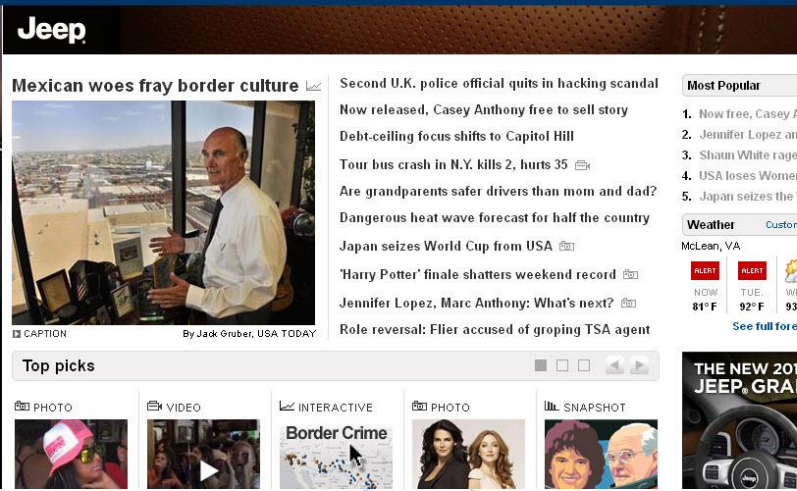 Jeep
Mexican woes fray border culture
CAPTION
By Jack Gruber, USA TODAY
Second U.K. police official quits in hacking scandal
Now released, Casey Anthony free to sell story
Debt-ceiling focus shifts to Capitol Hill
Tour bus crash in N.Y. kills 2, hurts 35
Are grandparents safer drivers than mom and dad?
Dangerous heat wave forecast for half the country
Japan seizes World Cup from USA
'Harry Potter' finale shatters weekend record
Jennifer Lopez, Marc Anthony: What's next?
Role reversal: Flier accused of groping TSA agent
Most Popular
1. Now free, Casey A
2. Jennifer Lopez an
3. Shaun White rage
4. USA loses Women
5. Japan seizes the
Weather Custor
McLean, VA
ALERT ALERT
NOW TUE. WE
81° F 92° F 93
See full fore
Top picks
PHOTO
VIDEO
INTERACTIVE
PHOTO
SNAPSHOT
Border Crime
THE NEW 201
JEEP® GRA
Jeep